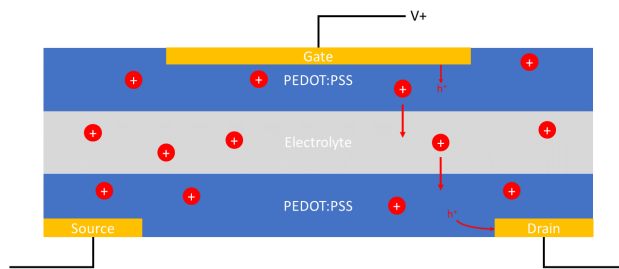 V+
Gate
+
+
+
+
PEDOT:PSS
h⁺
+
+
+
+
Electrolyte
+
+
+
+
+
PEDOT:PSS
h⁺
Source
Drain